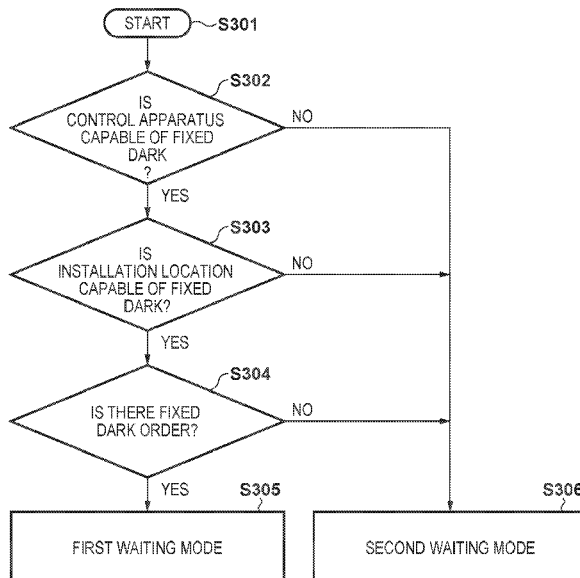 START
S301
S302
IS
CONTROL APPARATUS
CAPABLE OF FIXED
DARK
?
NO
YES
S303
IS
INSTALLATION LOCATION
CAPABLE OF FIXED
DARK?
NO
YES
S304
IS THERE FIXED
DARK ORDER?
NO
YES
S305
FIRST WAITING MODE
S306
SECOND WAITING MODE